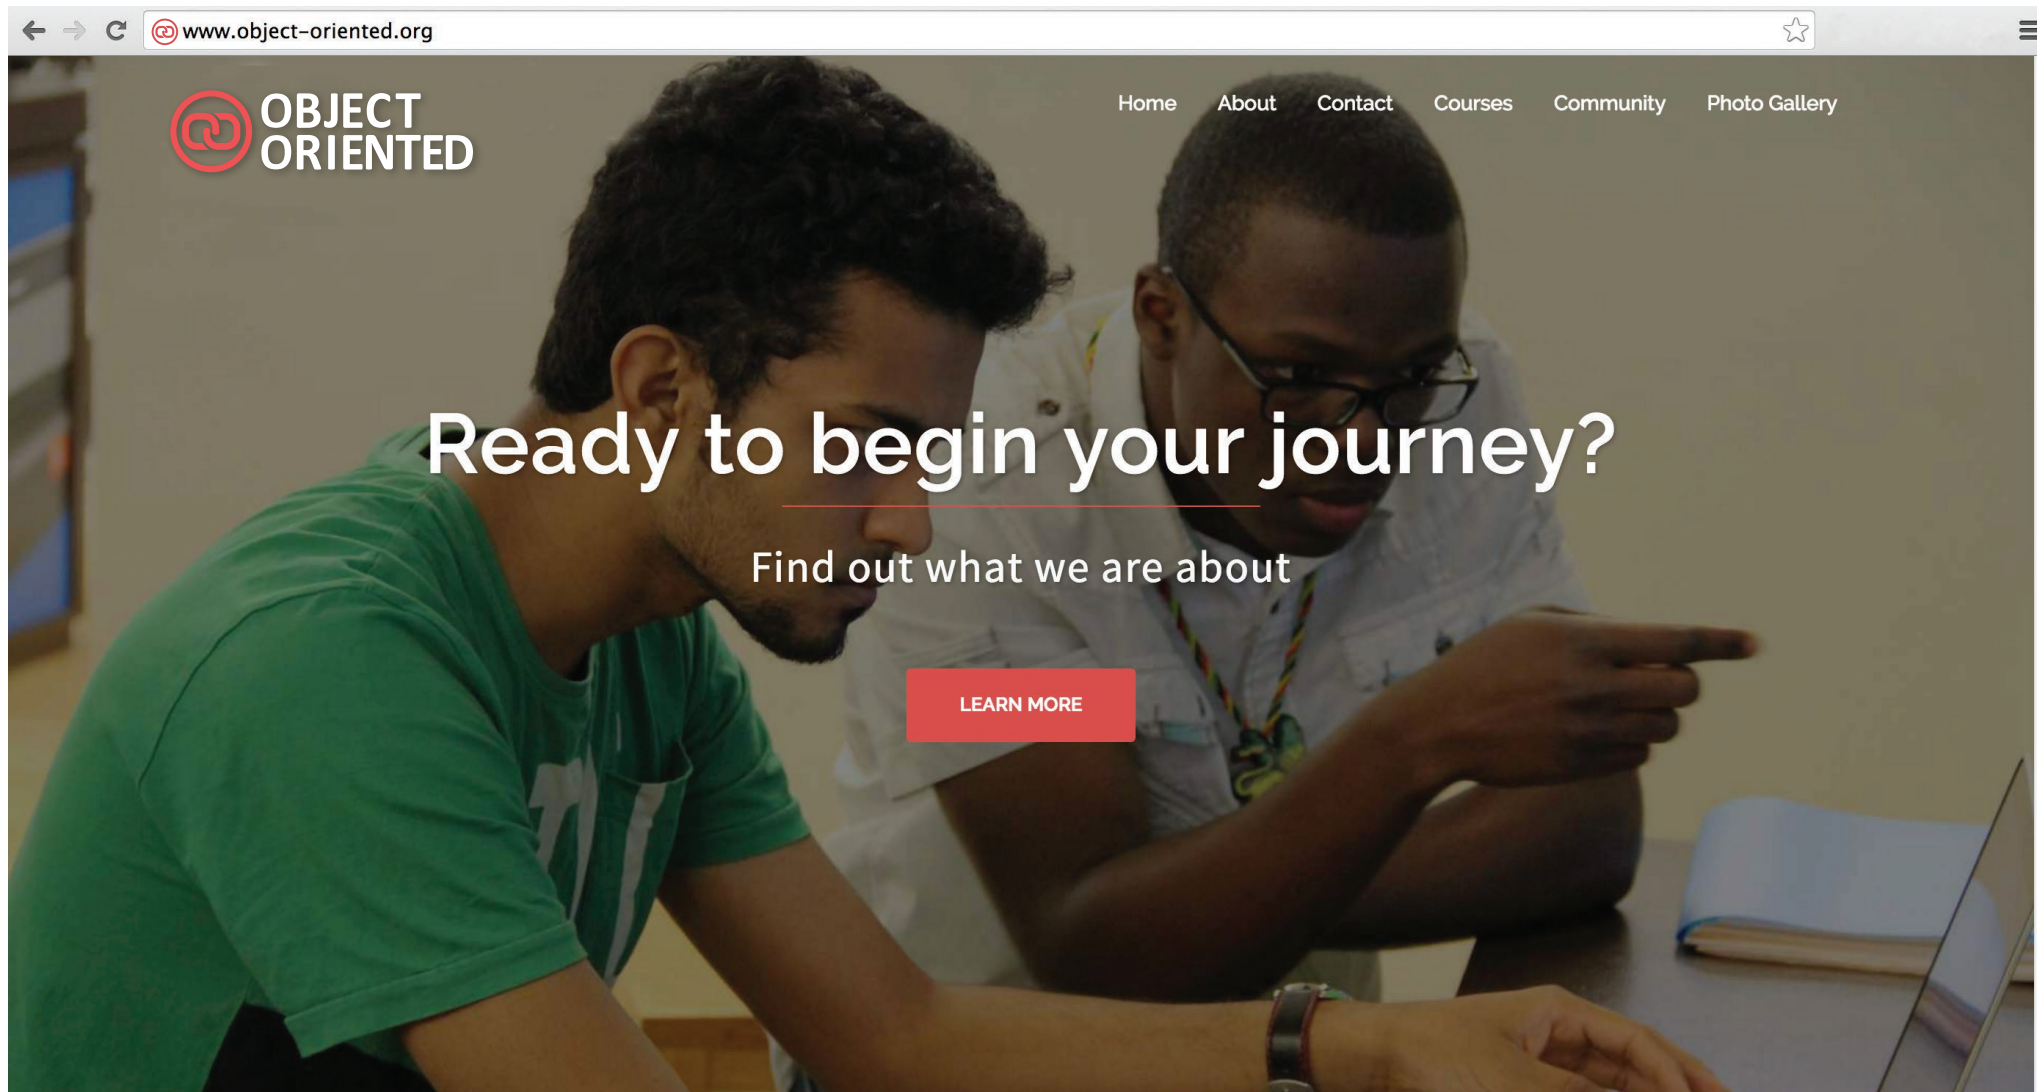 www.object-oriented.org
OBJECT
ORIENTED
Home About Contact Courses Community Photo Gallery
Ready to begin your journey?
Find out what we are about
LEARN MORE